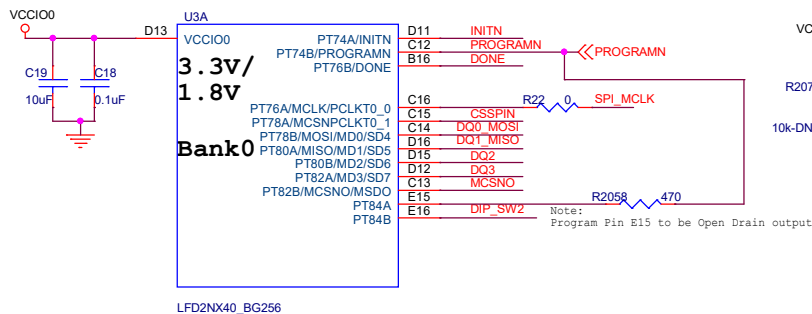 VCCIO0
U3A
VC
D13
VCCIO0
PT74A/INITN
D11
INITN
PT74B/PROGRAMN
C12
PROGRAMN
PROGRAMN
PT76B/DONE
B16
DONE
3.3V/
1.8V
C19
C18
10uF
0.1uF
R207
PT76A/MCLK/PCLKT0_0
C16
R22
0
SPI_MCLK
PT78A/MCSNPCLKT0_1
C15
CSSPIN
PT78B/MOSI/MD0/SD4
C14
DQ0_MOSI
10k-DN
Bank0
PT80A/MISO/MD1/SD5
D16
DQ1_MISO
PT80B/MD2/SD6
D15
DQ2
PT82A/MD3/SD7
D12
DQ3
PT82B/MCSNO/MSDO
C13
MCSNO
PT84A
E15
R2058
470
PT84B
E16
DIP_SW2
Note:
Program Pin E15 to be Open Drain output
LFD2NX40_BG256